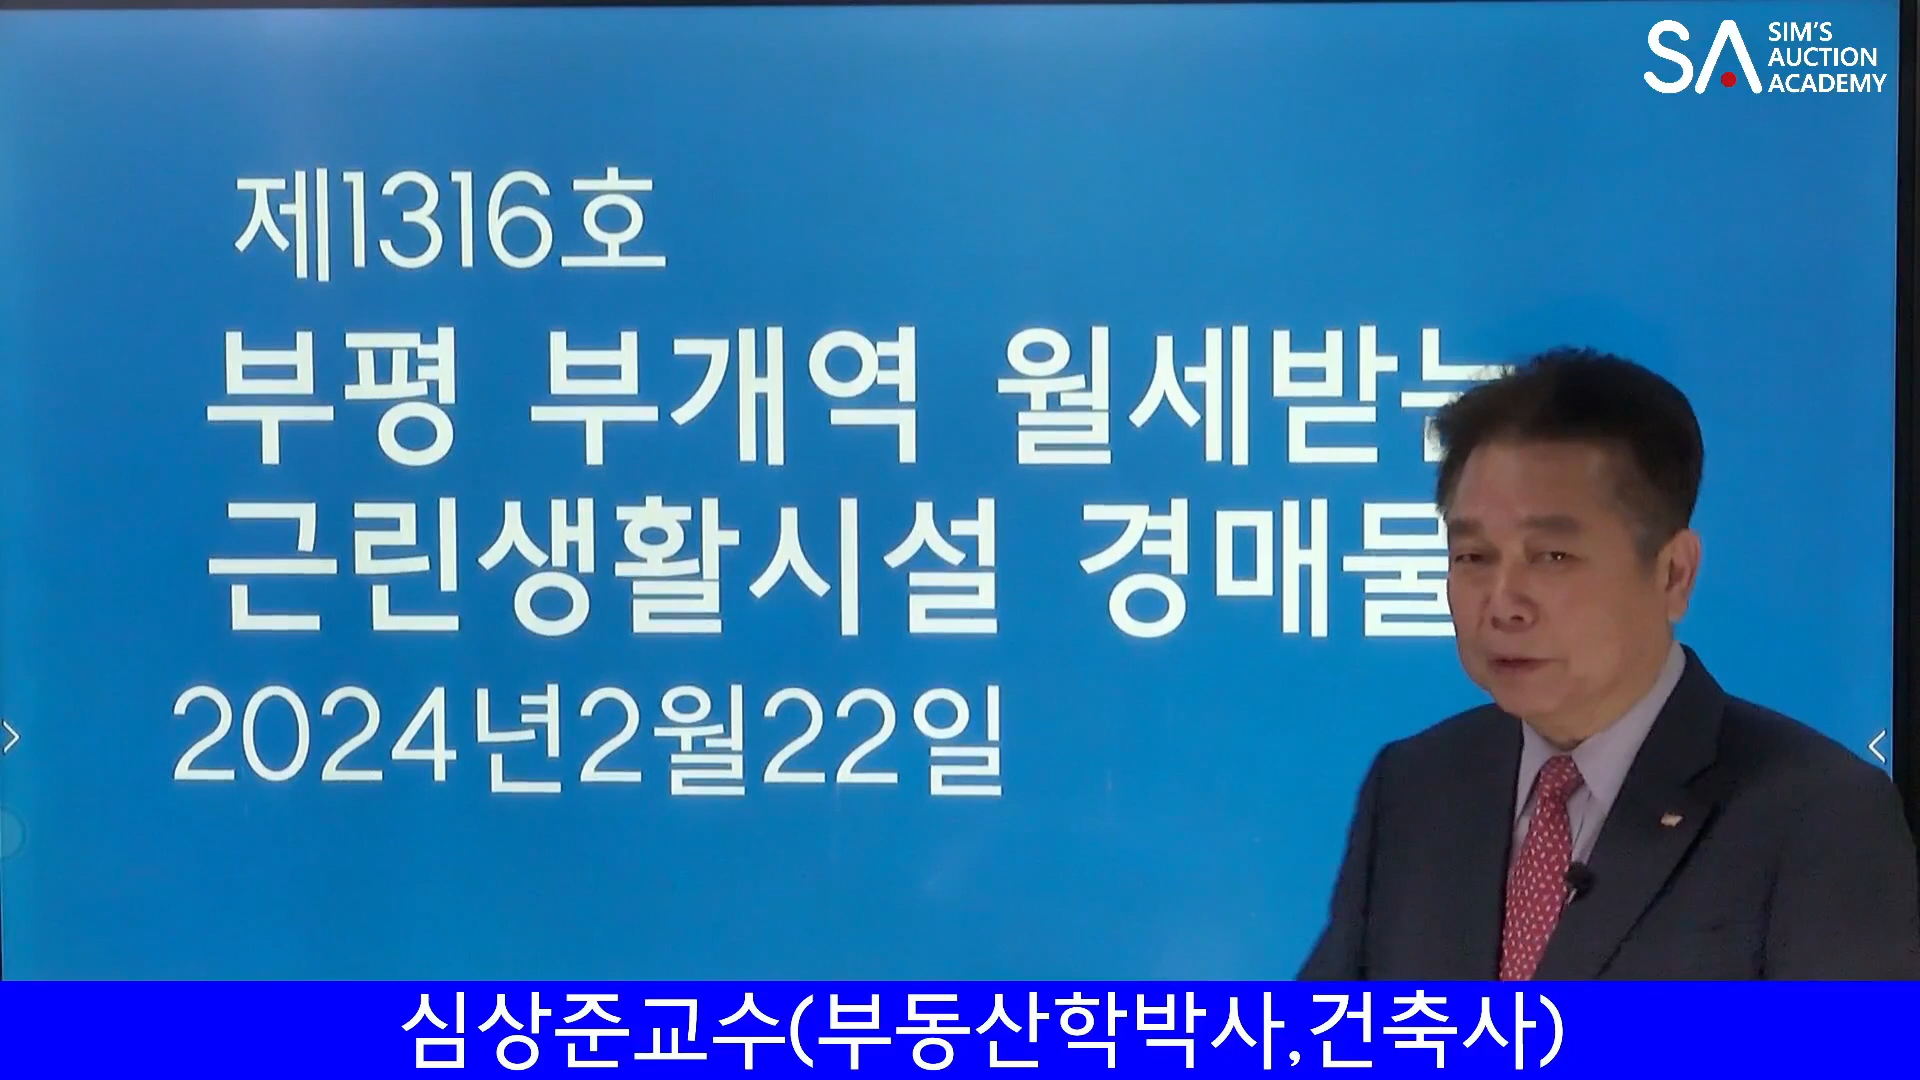 SIM'S
AUCTION
ACADEMY
SA
제1316호
부평 부개역 월세받는
근린생활시설 경매물
2024년2월22일
심상준교수(부동산학박사,건축사)